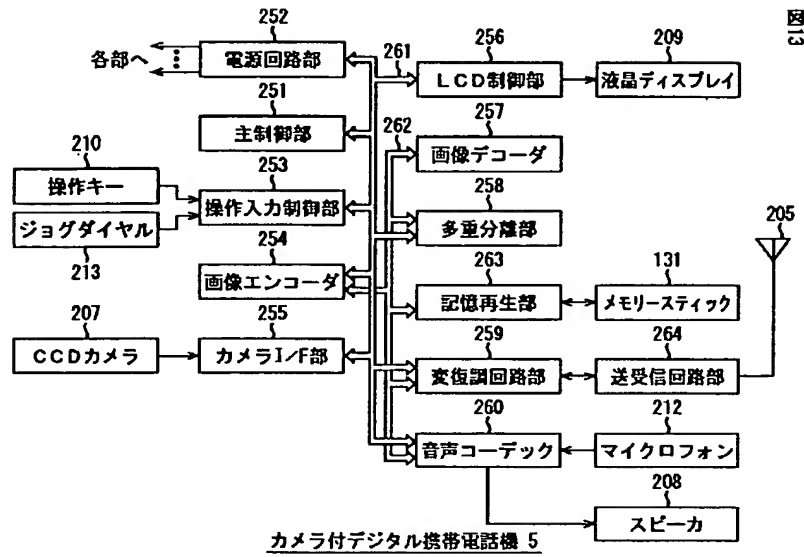 図13
252
電源回路部
各部へ
251
主制御部
210
操作キー
253
操作入力制御部
ジョグダイヤル
213
254
画像エンコーダ
207
CCDカメラ
255
カメラI/F部
261
256
LCD制御部
209
液晶ディスプレイ
262
257
画像デコーダ
258
多重分離部
205
263
記憶再生部
131
メモリースティック
259
変復調回路部
264
送受信回路部
260
音声コーデック
212
マイクロフォン
208
スピーカ
カメラ付デジタル携帯電話機 5